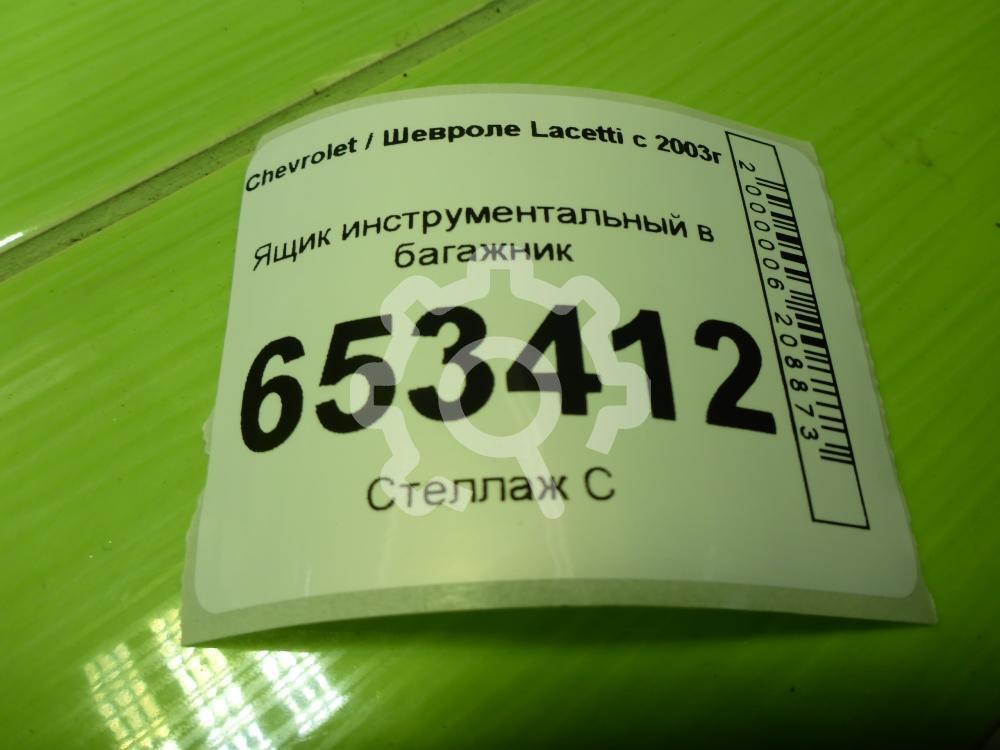 Chevrolet / Шевроле Lacetti с 2003г
Ящик инструментальный в
багажник
653412
Стеллаж С
2000006208873